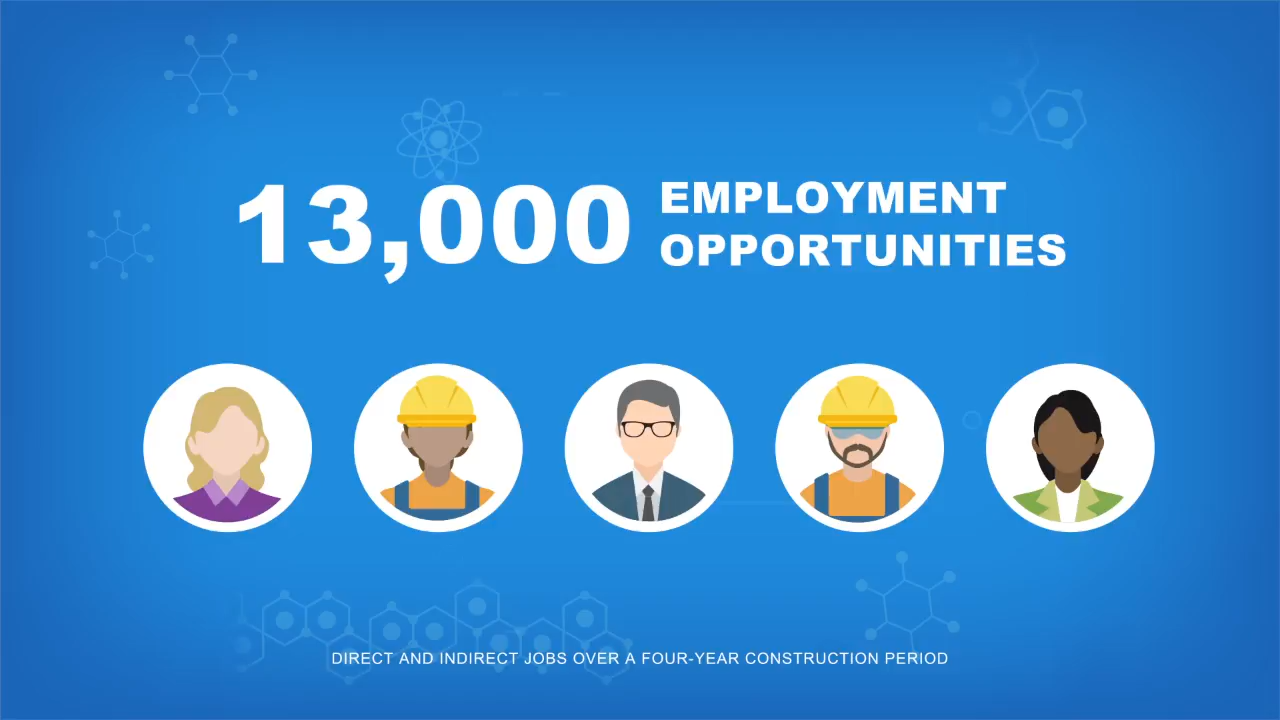 13,000 EMPLOYMENT
OPPORTUNITIES
DIRECT AND INDIRECT JOBS OVER A FOUR-YEAR CONSTRUCTION PERIOD